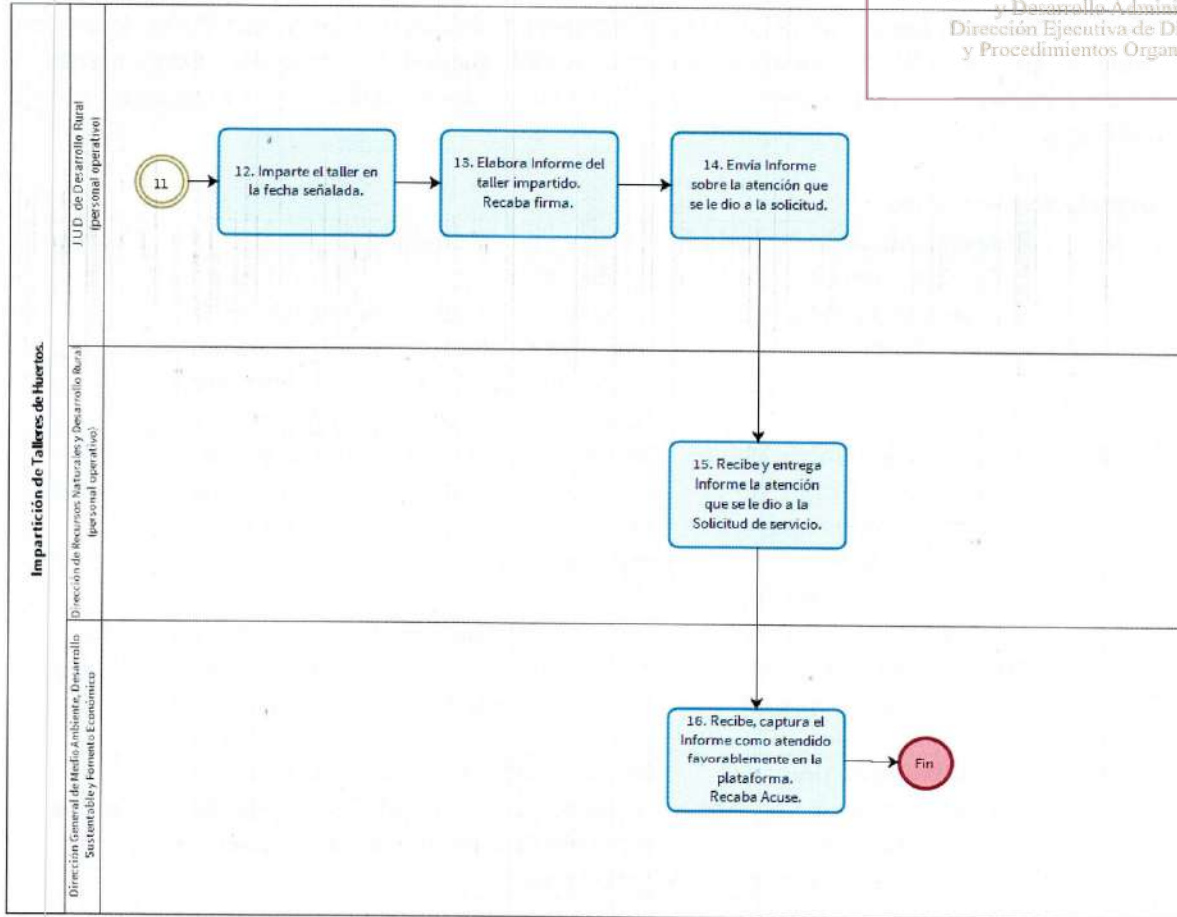 y Desarrollo Admini
Dirección Ejecutiva de D
y Procedimientos Organ
Impartición de Talleres de Huertos.
J.U.D. de Desarrollo Rural
(personal operativo)
11
12. Imparte el taller en
la fecha señalada.
13. Elabora Informe del
taller impartido.
Recaba firma.
14. Envía Informe
sobre la atención que
se le dio a la solicitud.
Dirección de Recursos Naturales y Desarrollo Rural
(personal operativo)
15. Recibe y entrega
Informe la atención
que se le dio a la
Solicitud de servicio.
Dirección General de Medio Ambiente, Desarrollo
Sustentable y Fomento Económico
16. Recibe, captura el
Informe como atendido
favorablemente en la
plataforma.
Recaba Acuse.
Fin